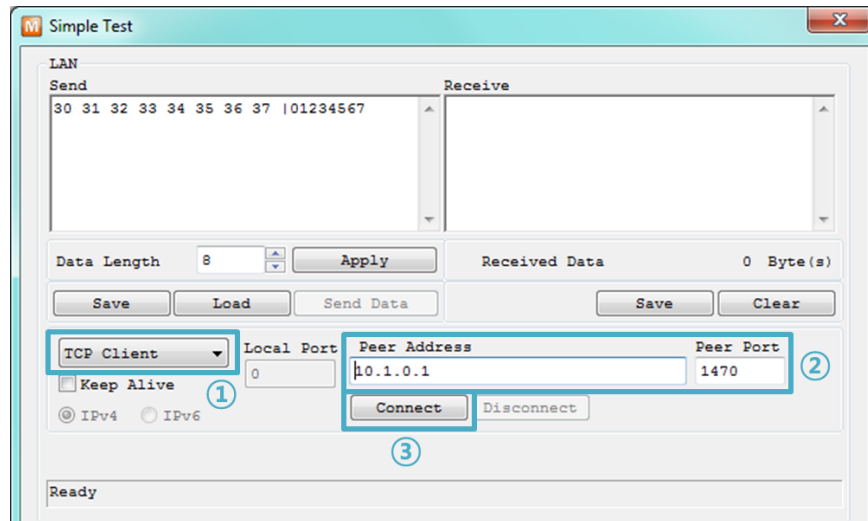 M Simple Test
x
LAN
Send
Receive
30 31 32 33 34 35 36 37 |01234567
Data Length 8 Apply
Received Data 0 Byte(s)
Save Load Send Data
Save Clear
TCP Client
Local Port Peer Address Peer Port
0 10.1.0.1 1470
②
Keep Alive
①
Connect Disconnect
IPv4 IPv6
③
Ready